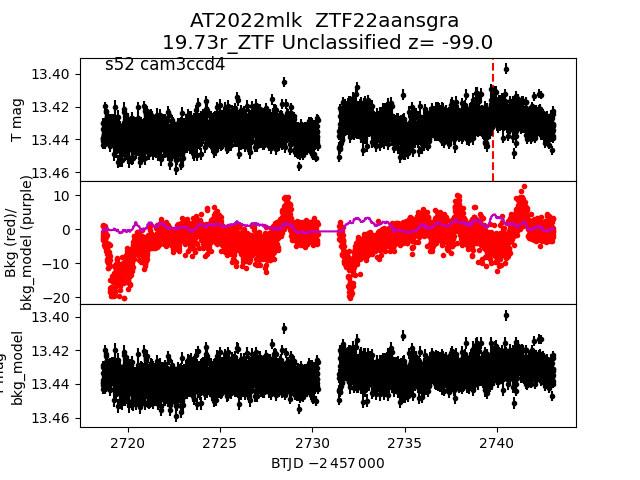 AT2022mlk ZTF22aansgra
19.73r_ZTF Unclassified z= -99.0
s52 cam3ccd4
13.40
13.42
13.44
13.46
T mag
10
0
−10
−20
Bkg (red)/
bkg_model (purple)
13.40
13.42
13.44
13.46
bkg_model
2720
2725
2730
2735
2740
BTJD −2 457 000